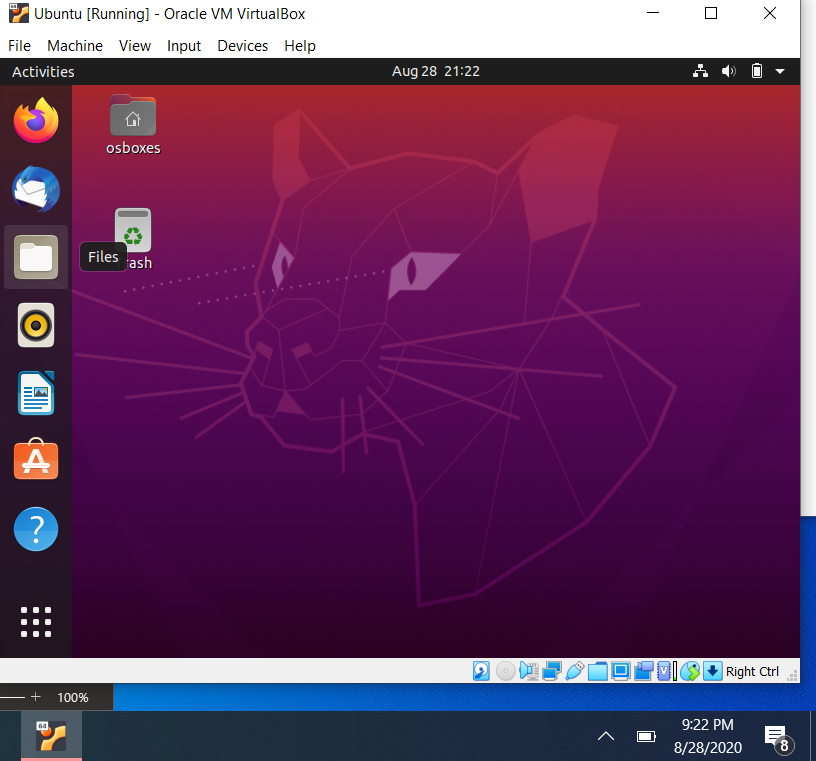 Ubuntu [Running] - Oracle VM VirtualBox
File Machine View Input Devices Help
Activities
Aug 28 21:22
osboxes
Files
rash
?
Right Ctrl
100%
64
9:22 PM
8/28/2020
8